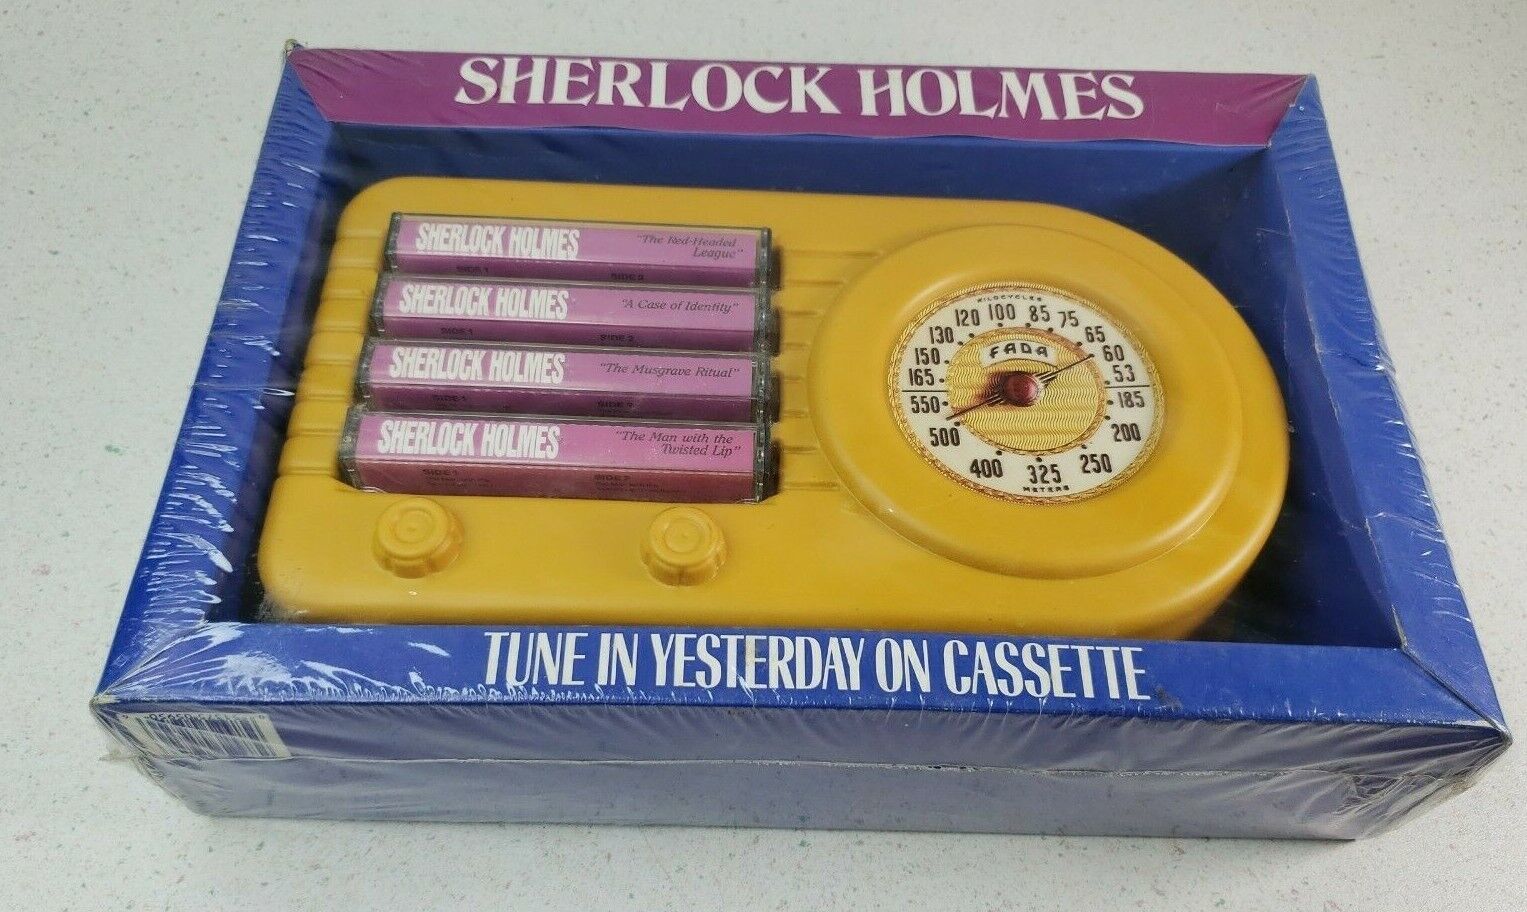 SHERLOCK HOLMES
SHERLOCK HOLMES
"The Red-Headed
League"
SIDE 1 SIDE 2
SHERLOCK HOLMES "A Case of Identity"
SIDE 1 SIDE 2
SHERLOCK HOLMES "The Musgrave Ritual"
SIDE 1 SIDE 2
SHERLOCK HOLMES
"The Man with the
Twisted Lip"
SIDE 1 SIDE 2
KILOCYCLES
165 150 130 120 100 85 75 65 60 53
FADA
550 500 400 325 250 200 185
METERS
TUNE IN YESTERDAY ON CASSETTE